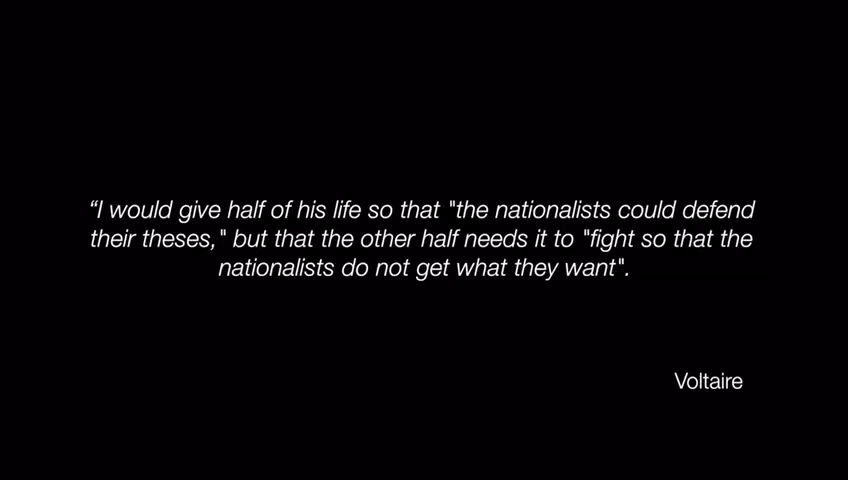 “I would give half of his life so that "the nationalists could defend
their theses," but that the other half needs it to "fight so that the
nationalists do not get what they want".
Voltaire